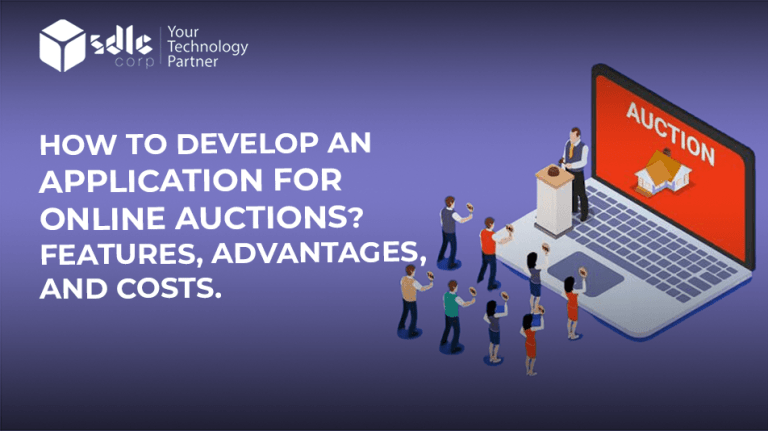 sdlc
corp
Your
Technology
Partner
HOW TO DEVELOP AN
APPLICATION FOR
ONLINE AUCTIONS?
FEATURES, ADVANTAGES,
AND COSTS.
AUCTION